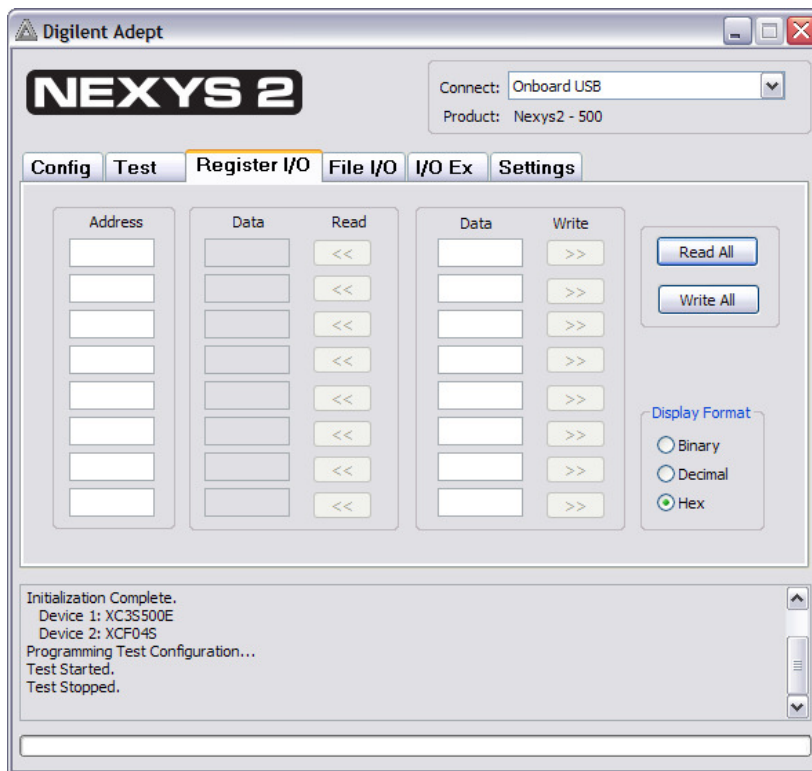 Digilent Adept
NEXYS 2
Connect: Onboard USB
Product: Nexys2 - 500
Config Test Register I/O File I/O I/O Ex Settings
Address Data Read Data Write
<< >>
<< >>
<< >>
<< >>
<< >>
<< >>
<< >>
<< >>
Read All
Write All
Display Format
Binary
Decimal
Hex
Initialization Complete.
Device 1: XC3S500E
Device 2: XCF04S
Programming Test Configuration...
Test Started.
Test Stopped.